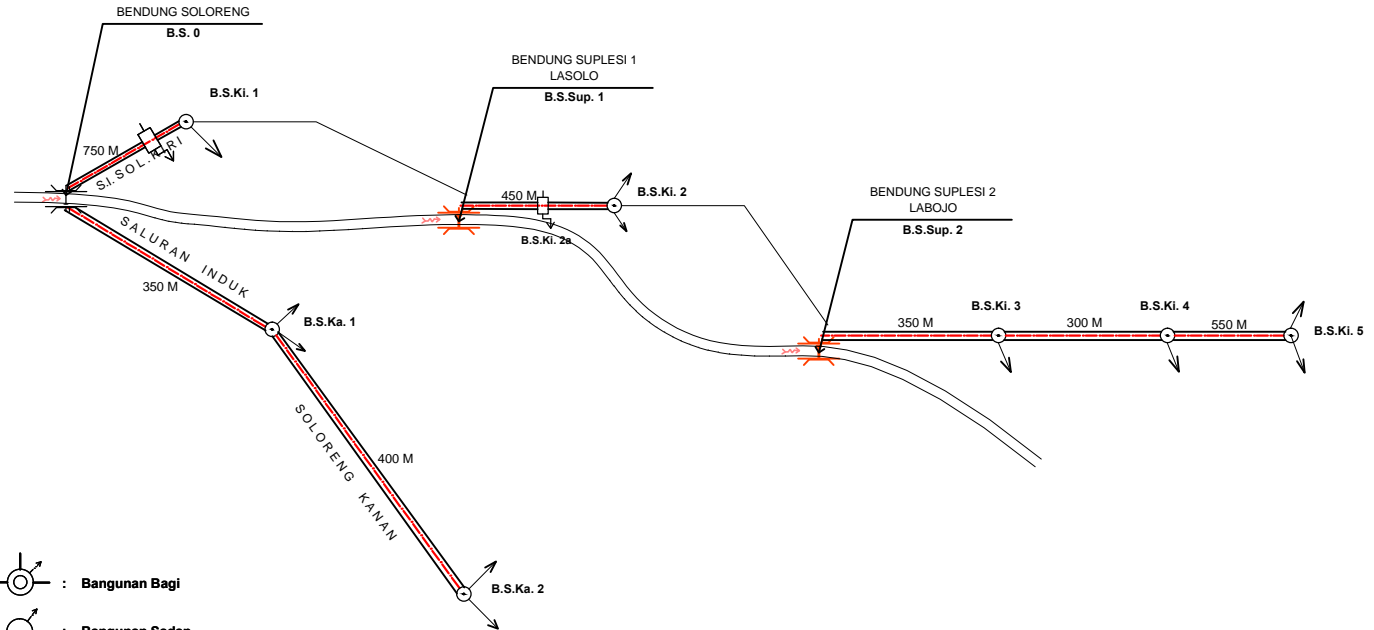 BENDUNG SOLORENG
B.S. 0
BENDUNG SUPLESI 1
LASOLO
B.S.Sup. 1
B.S.Ki. 1
750 M
S.I. SOL. KIRI
450 M
B.S.Ki. 2
B.S.Ki. 2a
BENDUNG SUPLESI 2
LABOJO
B.S.Sup. 2
SALURAN INDUK
350 M
B.S.Ka. 1
350 M
B.S.Ki. 3
300 M
B.S.Ki. 4
550 M
B.S.Ki. 5
SOLORENG KANAN
400 M
B.S.Ka. 2
: Bangunan Bagi
: Bangunan Sadap